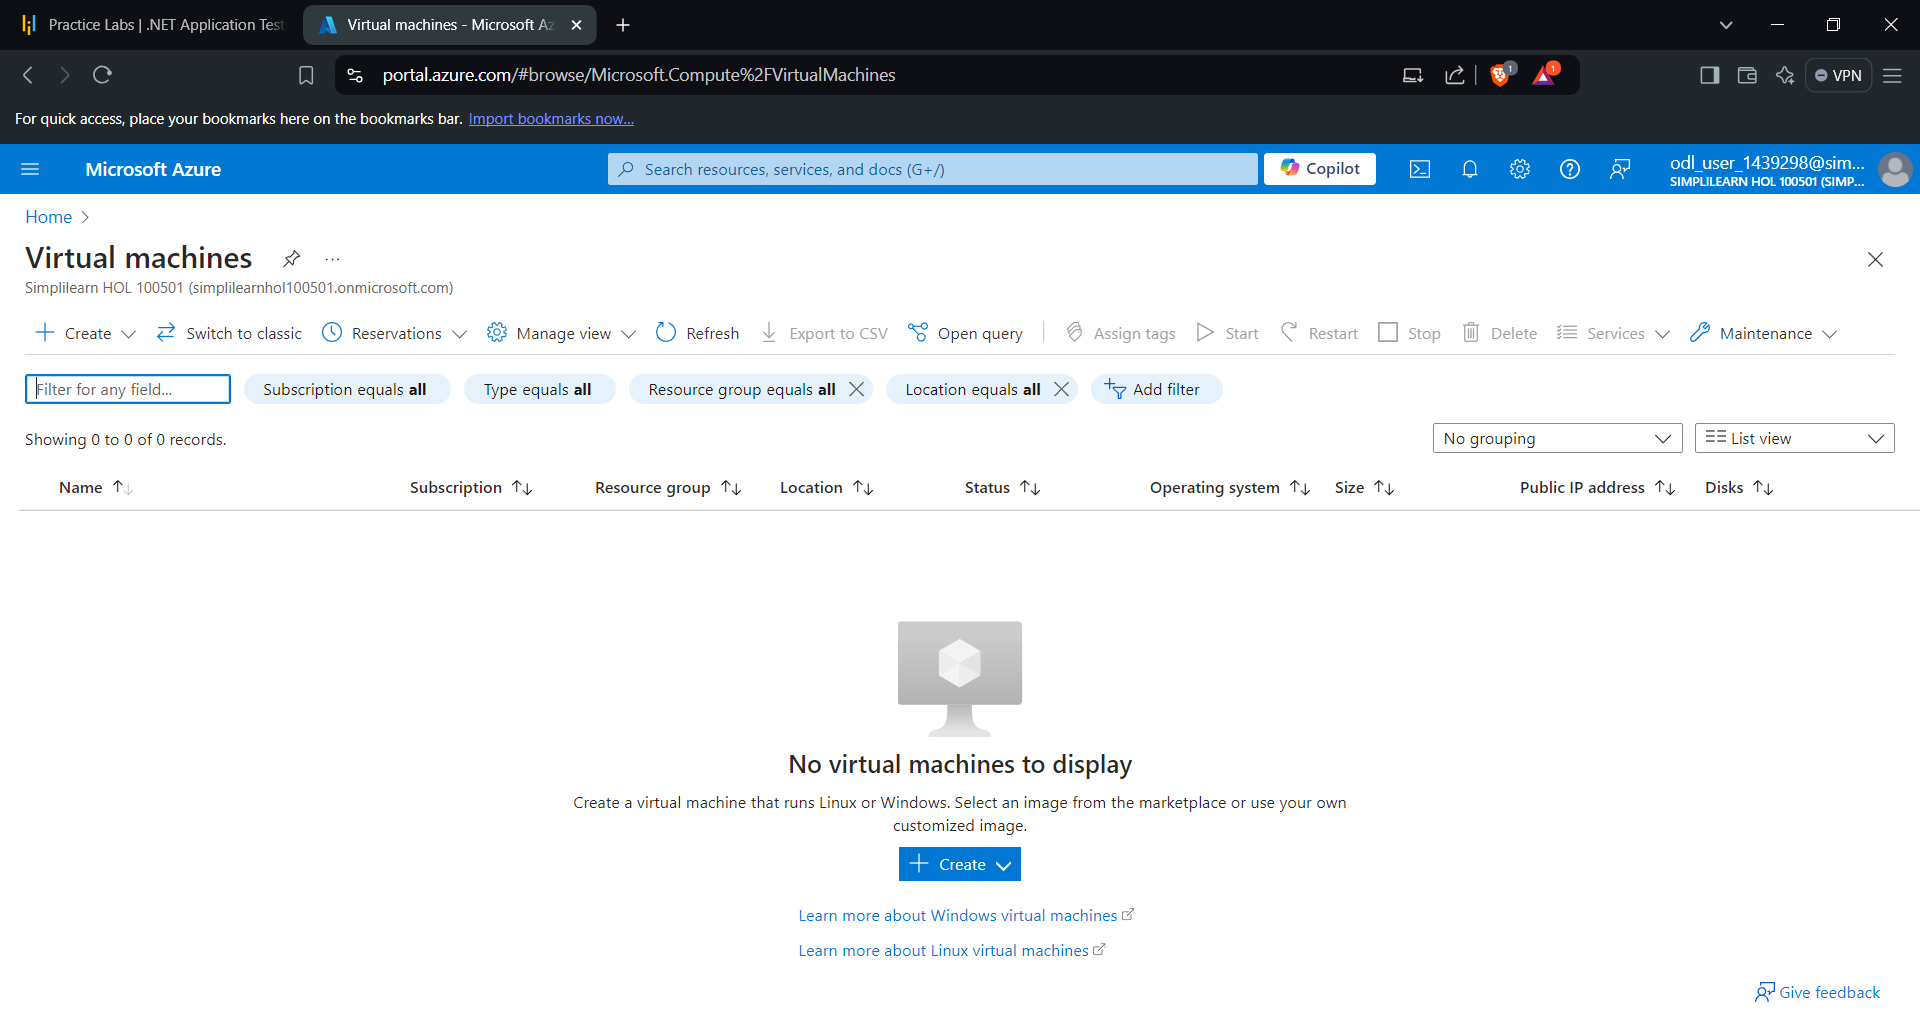 Practice Labs | .NET Application Test
Virtual machines - Microsoft Az
portal.azure.com/#browse/Microsoft.Compute%2FVirtualMachines
1
1
VPN
For quick access, place your bookmarks here on the bookmarks bar. Import bookmarks now...
Microsoft Azure
Search resources, services, and docs (G+/)
Copilot
odl_user_1439298@sim...
SIMPLILEARN HOL 100501 (SIMP...
Home
Virtual machines
Simplilearn HOL 100501 (simplilearnhol100501.onmicrosoft.com)
Create Switch to classic Reservations Manage view Refresh Export to CSV Open query Assign tags Start Restart Stop Delete Services Maintenance
Filter for any field... Subscription equals all Type equals all Resource group equals all Location equals all Add filter
Showing 0 to 0 of 0 records.
No grouping
List view
Name Subscription Resource group Location Status Operating system Size Public IP address Disks
No virtual machines to display
Create a virtual machine that runs Linux or Windows. Select an image from the marketplace or use your own
customized image.
Create
Learn more about Windows virtual machines
Learn more about Linux virtual machines
Give feedback